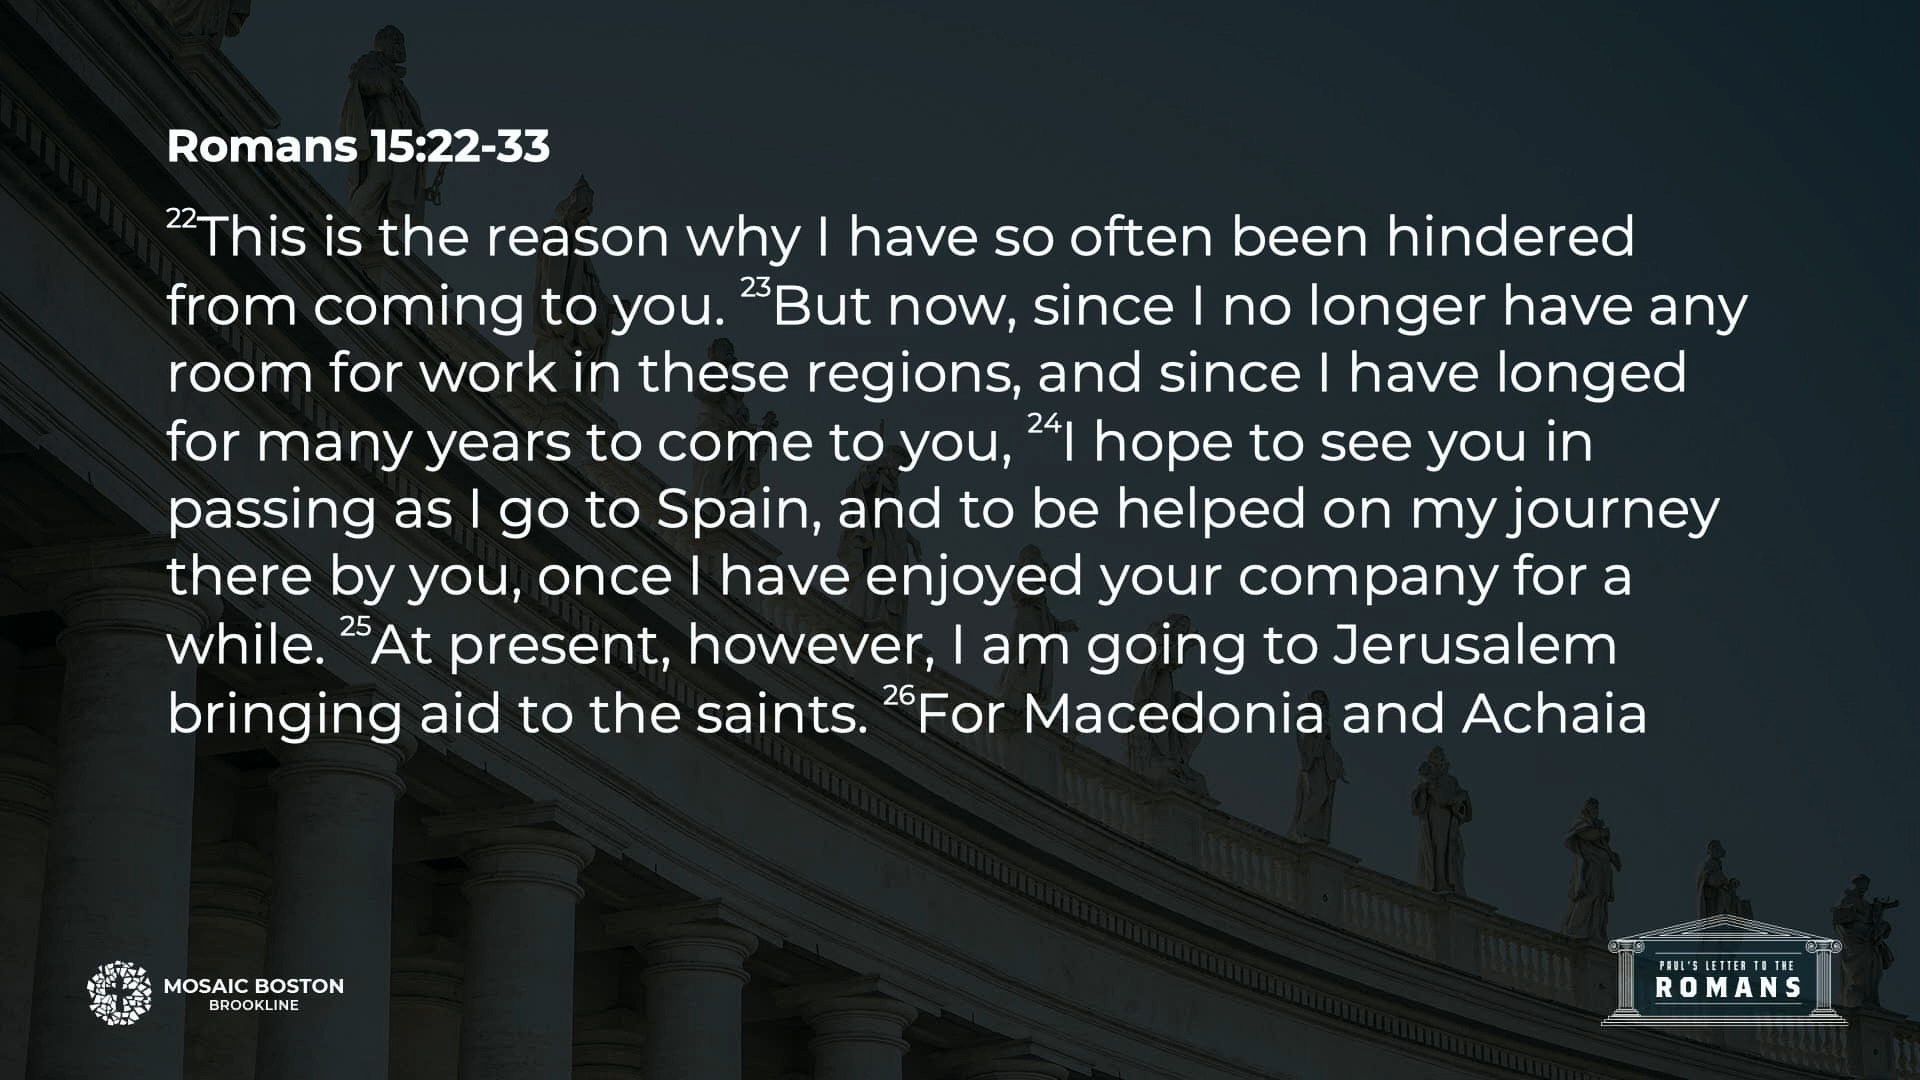 Romans 15:22-33
22This is the reason why I have so often been hindered
from coming to you. 23But now, since I no longer have any
room for work in these regions, and since I have longed
for many years to come to you, 24I hope to see you in
passing as I go to Spain, and to be helped on my journey
there by you, once I have enjoyed your company for a
while. 25At present, however, I am going to Jerusalem
bringing aid to the saints. 26For Macedonia and Achaia
MOSAIC BOSTON
BROOKLINE
PAUL'S LETTER TO THE
ROMANS